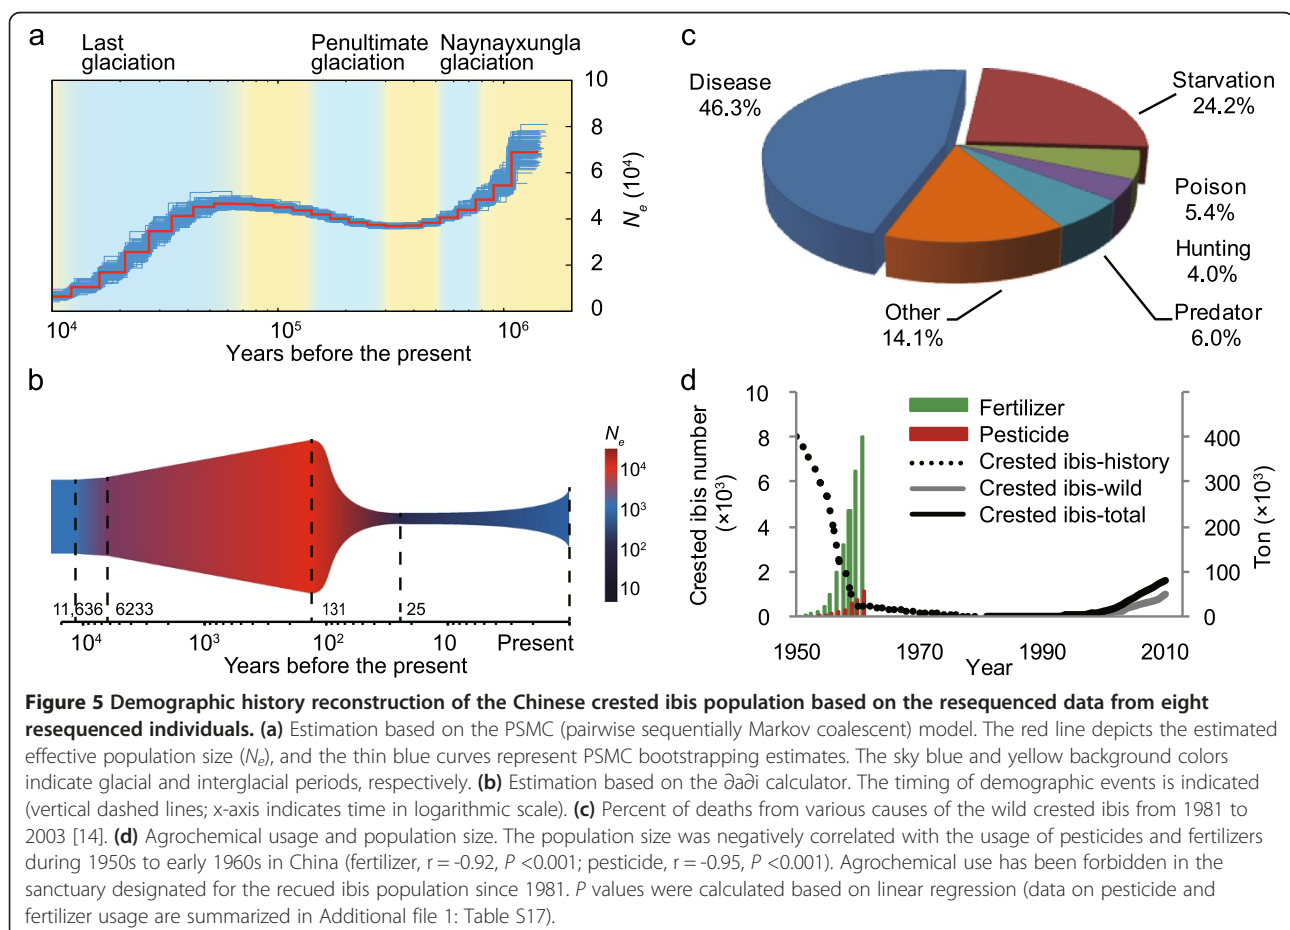 a
Last
glaciation
Penultimate
glaciation
Naynayxungla
glaciation
10
8
6
4
2
0
Nₑ (10⁴)
10⁴
10⁵
10⁶
Years before the present
b
Nₑ
10⁴
10³
10²
10
11,636
6233
131
25
10⁴
10³
10²
10
Present
Years before the present
c
Disease
46.3%
Starvation
24.2%
Poison
5.4%
Hunting
4.0%
Predator
6.0%
Other
14.1%
d
10
8
6
4
2
0
Crested ibis number
(×10³)
Fertilizer
Pesticide
Crested ibis-history
Crested ibis-wild
Crested ibis-total
400
300
200
100
0
Ton (×10³)
1950
1970
1990
2010
Year
Figure 5 Demographic history reconstruction of the Chinese crested ibis population based on the resequenced data from eight
resequenced individuals. (a) Estimation based on the PSMC (pairwise sequentially Markov coalescent) model. The red line depicts the estimated
effective population size (Nₑ), and the thin blue curves represent PSMC bootstrapping estimates. The sky blue and yellow background colors
indicate glacial and interglacial periods, respectively. (b) Estimation based on the ∂a∂i calculator. The timing of demographic events is indicated
(vertical dashed lines; x-axis indicates time in logarithmic scale). (c) Percent of deaths from various causes of the wild crested ibis from 1981 to
2003 [14]. (d) Agrochemical usage and population size. The population size was negatively correlated with the usage of pesticides and fertilizers
during 1950s to early 1960s in China (fertilizer, r = -0.92, P <0.001; pesticide, r = -0.95, P <0.001). Agrochemical use has been forbidden in the
sanctuary designated for the recued ibis population since 1981. P values were calculated based on linear regression (data on pesticide and
fertilizer usage are summarized in Additional file 1: Table S17).